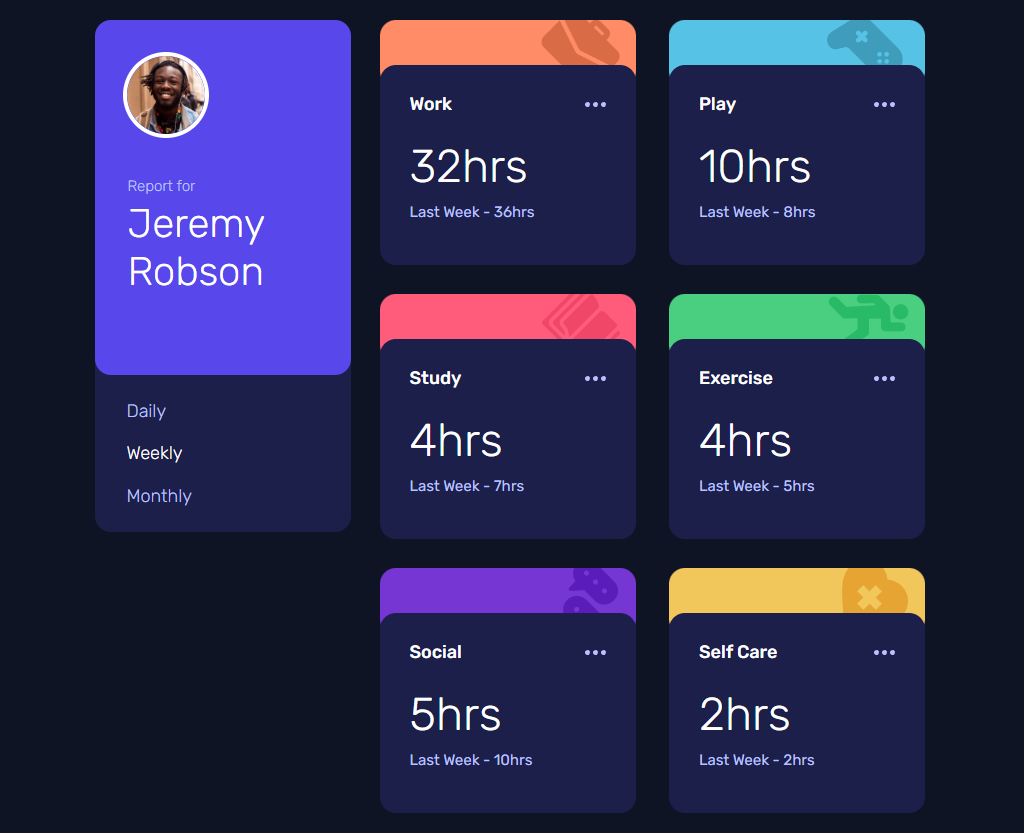 Report for
Jeremy
Robson
Daily
Weekly
Monthly
Work
32hrs
Last Week - 36hrs
Play
10hrs
Last Week - 8hrs
Study
4hrs
Last Week - 7hrs
Exercise
4hrs
Last Week - 5hrs
Social
5hrs
Last Week - 10hrs
Self Care
2hrs
Last Week - 2hrs